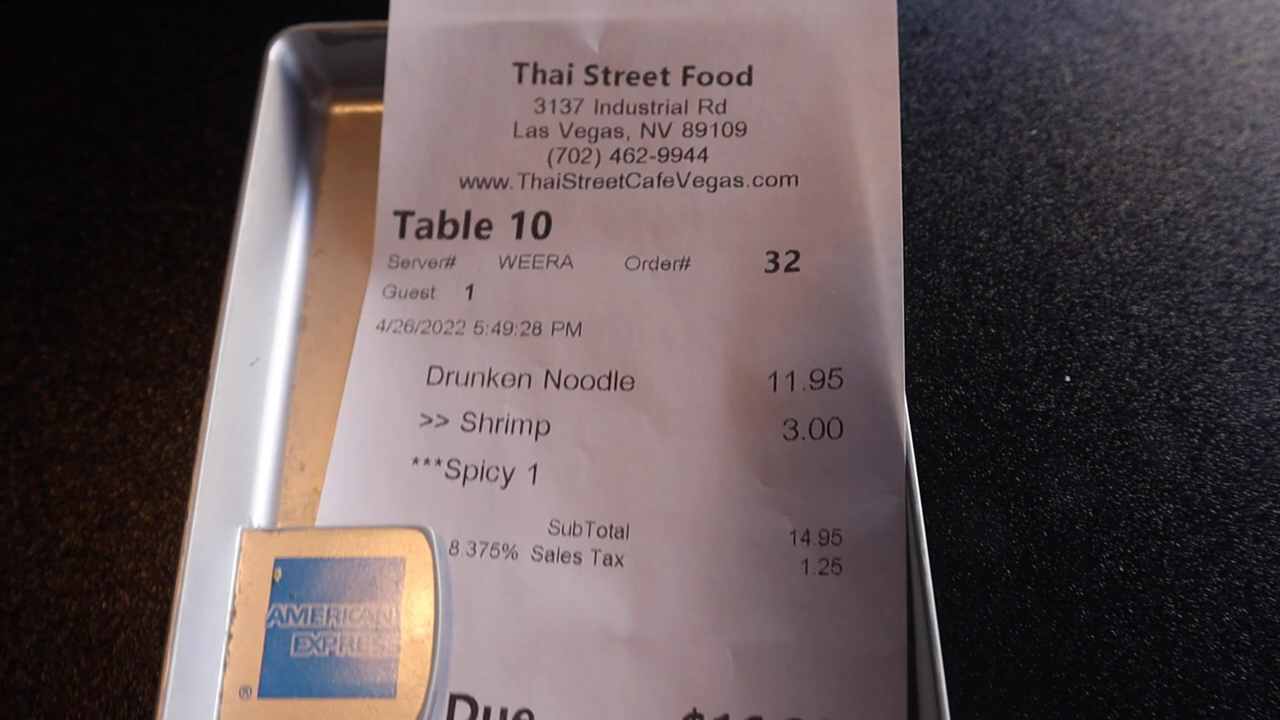 Thai Street Food
3137 Industrial Rd
Las Vegas, NV 89109
(702) 462-9944
www.ThaiStreetCafeVegas.com
Table 10
Server# WEERA Order# 32
Guest 1
4/26/2022 5:49:28 PM
Drunken Noodle 11.95
>> Shrimp 3.00
***Spicy 1
SubTotal 14.95
8.375% Sales Tax 1.25
AMERICAN
EXPRESS
®
Due